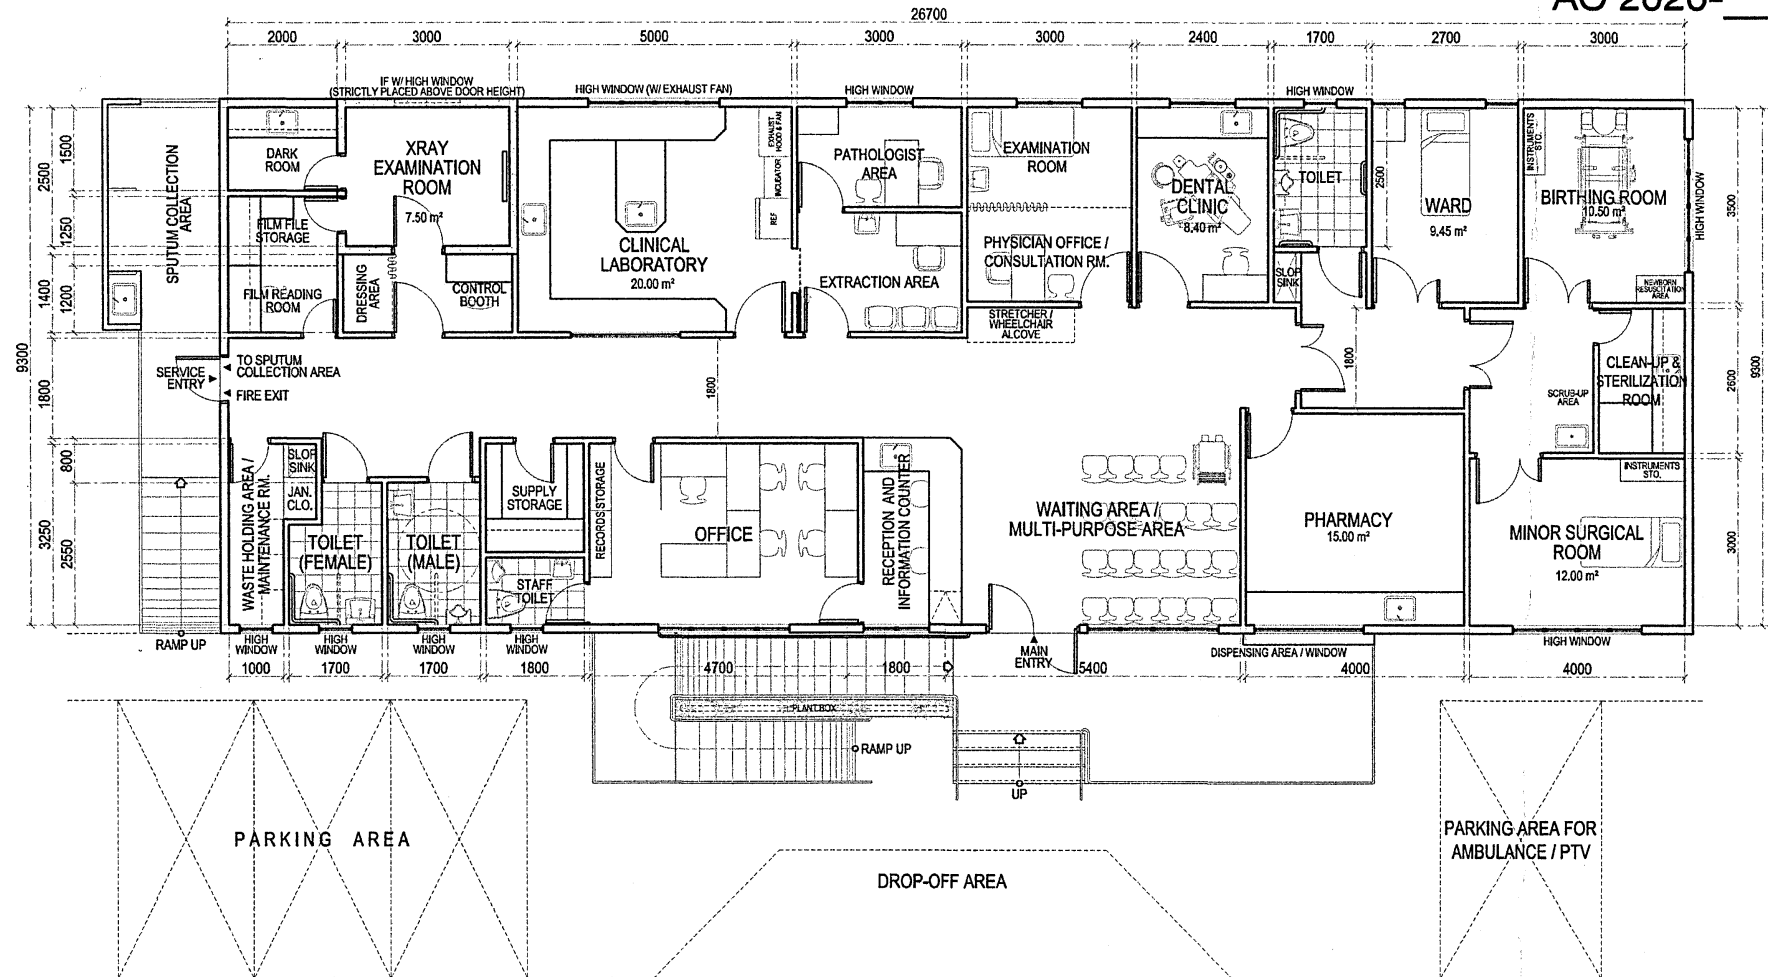 AO 2020-___
26700
2000
3000
5000
3000
3000
2400
1700
2700
3000
IF W/ HIGH WINDOW
(STRICTLY PLACED ABOVE DOOR HEIGHT)
HIGH WINDOW (W/ EXHAUST FAN)
HIGH WINDOW
HIGH WINDOW
9300
2500
1500
1250
1400
1200
1800
800
3250
2550
SPUTUM COLLECTION
AREA
DARK
ROOM
XRAY
EXAMINATION
ROOM
7.50 m²
FILM FILE
STORAGE
FILM READING
ROOM
DRESSING
AREA
CONTROL
BOOTH
CLINICAL
LABORATORY
20.00 m²
EXHAUST
HOOD & FAN
INCUBATOR
REF
PATHOLOGIST
AREA
EXTRACTION AREA
EXAMINATION
ROOM
PHYSICIAN OFFICE /
CONSULTATION RM.
STRETCHER /
WHEELCHAIR
ALCOVE
DENTAL
CLINIC
8.40 m²
TOILET
2500
SLOP
SINK
WARD
9.45 m²
INSTRUMENTS
STO.
BIRTHING ROOM
10.50 m²
HIGH WINDOW
NEWBORN
RESUSCITATION
AREA
3500
9300
2600
3000
SERVICE
ENTRY
TO SPUTUM
COLLECTION AREA
FIRE EXIT
1800
1800
CLEAN-UP &
STERILIZATION
ROOM
SCRUB-UP
AREA
WASTE HOLDING AREA /
MAINTENANCE RM.
SLOP
SINK
JAN.
CLO.
TOILET
(FEMALE)
TOILET
(MALE)
SUPPLY
STORAGE
STAFF
TOILET
RECORDS STORAGE
OFFICE
RECEPTION AND
INFORMATION COUNTER
WAITING AREA /
MULTI-PURPOSE AREA
PHARMACY
15.00 m²
INSTRUMENTS
STO.
MINOR SURGICAL
ROOM
12.00 m²
RAMP UP
HIGH
WINDOW
HIGH
WINDOW
HIGH
WINDOW
HIGH
WINDOW
MAIN
ENTRY
DISPENSING AREA / WINDOW
HIGH WINDOW
1000
1700
1700
1800
4700
1800
5400
4000
4000
PLANT BOX
RAMP UP
UP
PARKING AREA
DROP-OFF AREA
PARKING AREA FOR
AMBULANCE / PTV